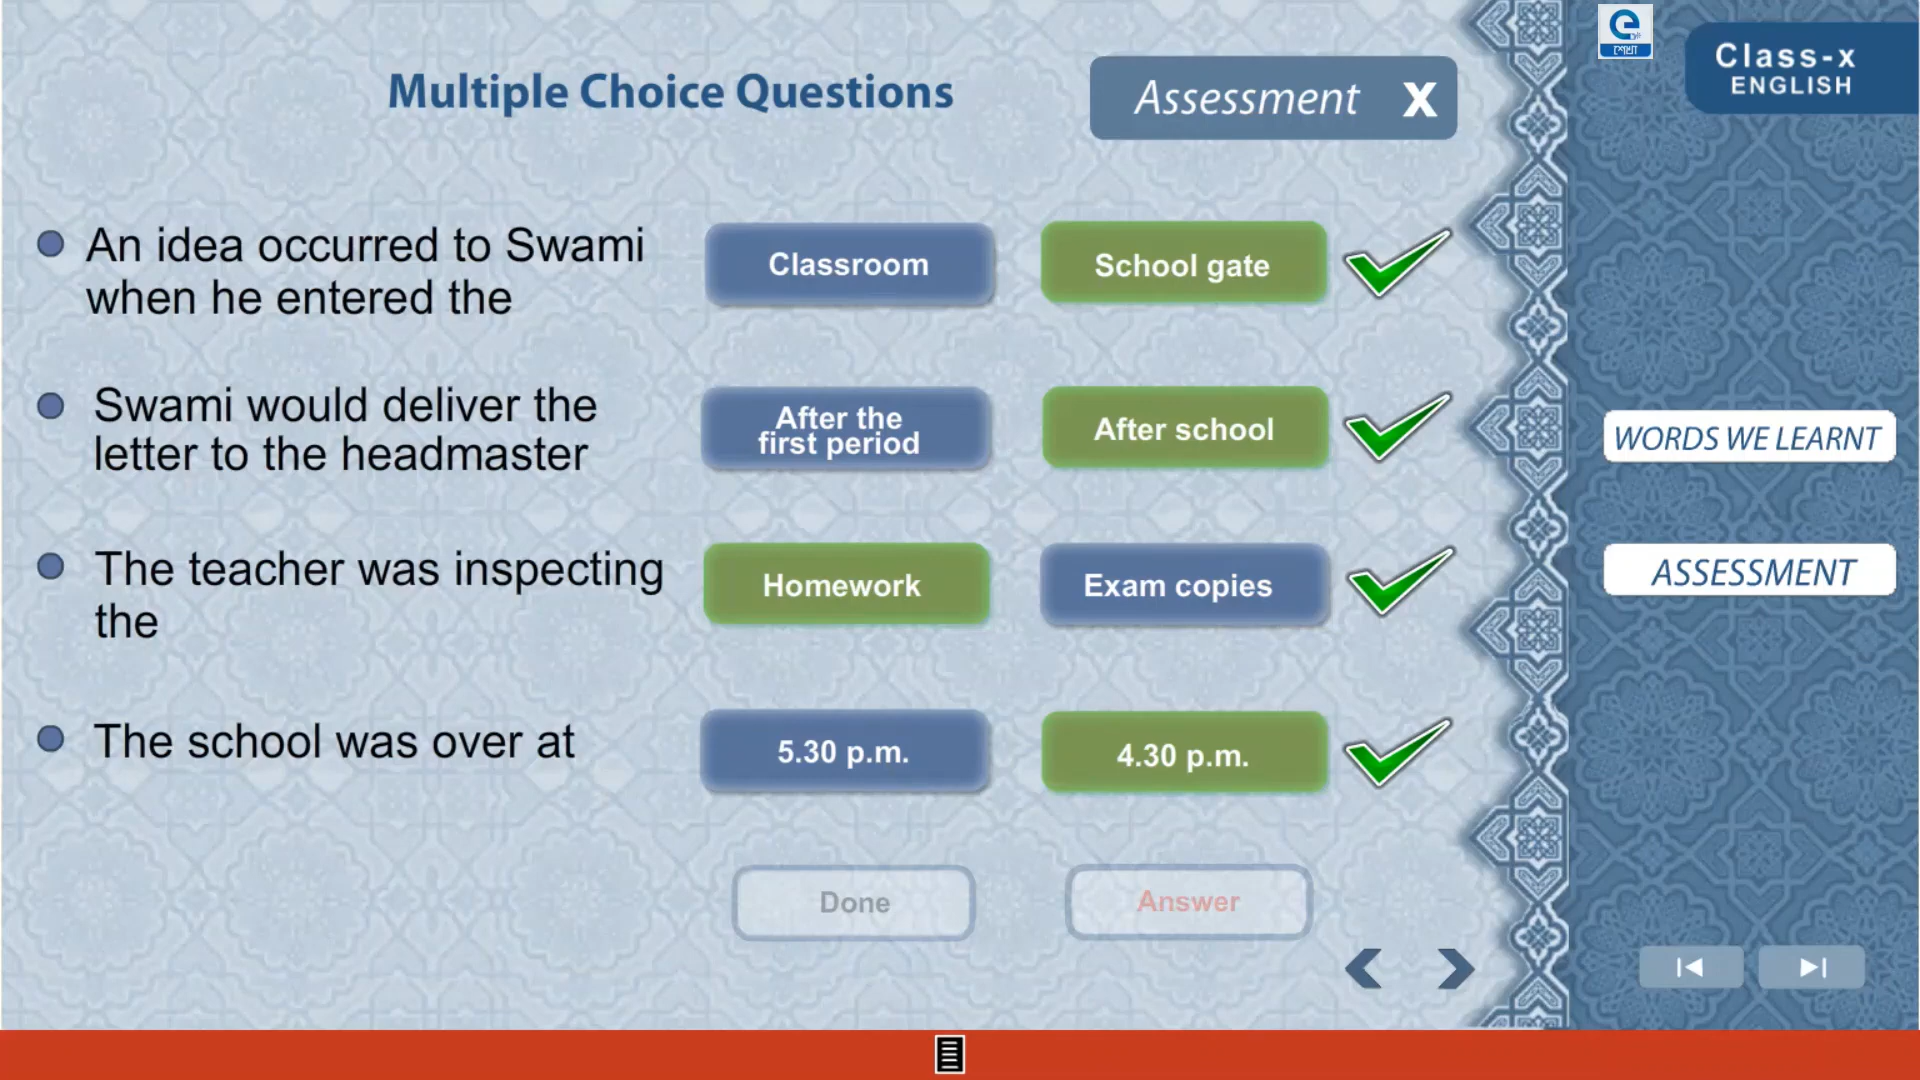 Multiple Choice Questions
Assessment X
Class-x
ENGLISH
An idea occurred to Swami
when he entered the
Classroom
School gate
Swami would deliver the
letter to the headmaster
After the
first period
After school
The teacher was inspecting
the
Homework
Exam copies
The school was over at
5.30 p.m.
4.30 p.m.
Done
Answer
WORDS WE LEARNT
ASSESSMENT